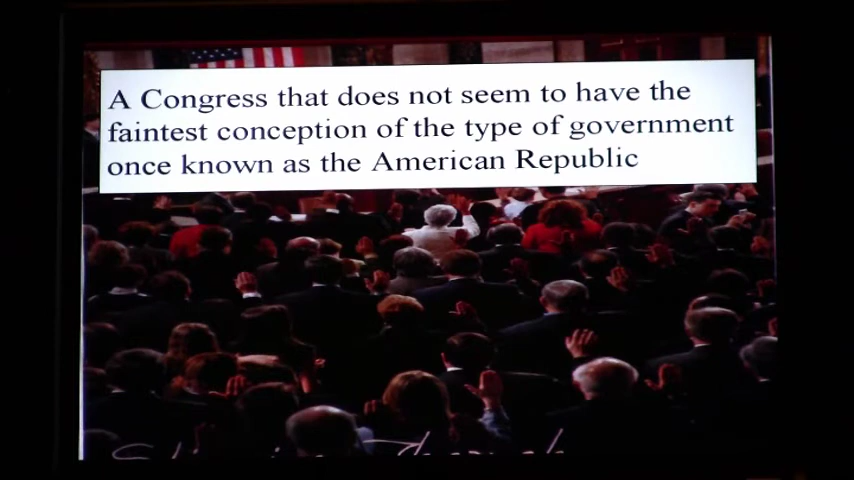 A Congress that does not seem to have the
faintest conception of the type of government
once known as the American Republic